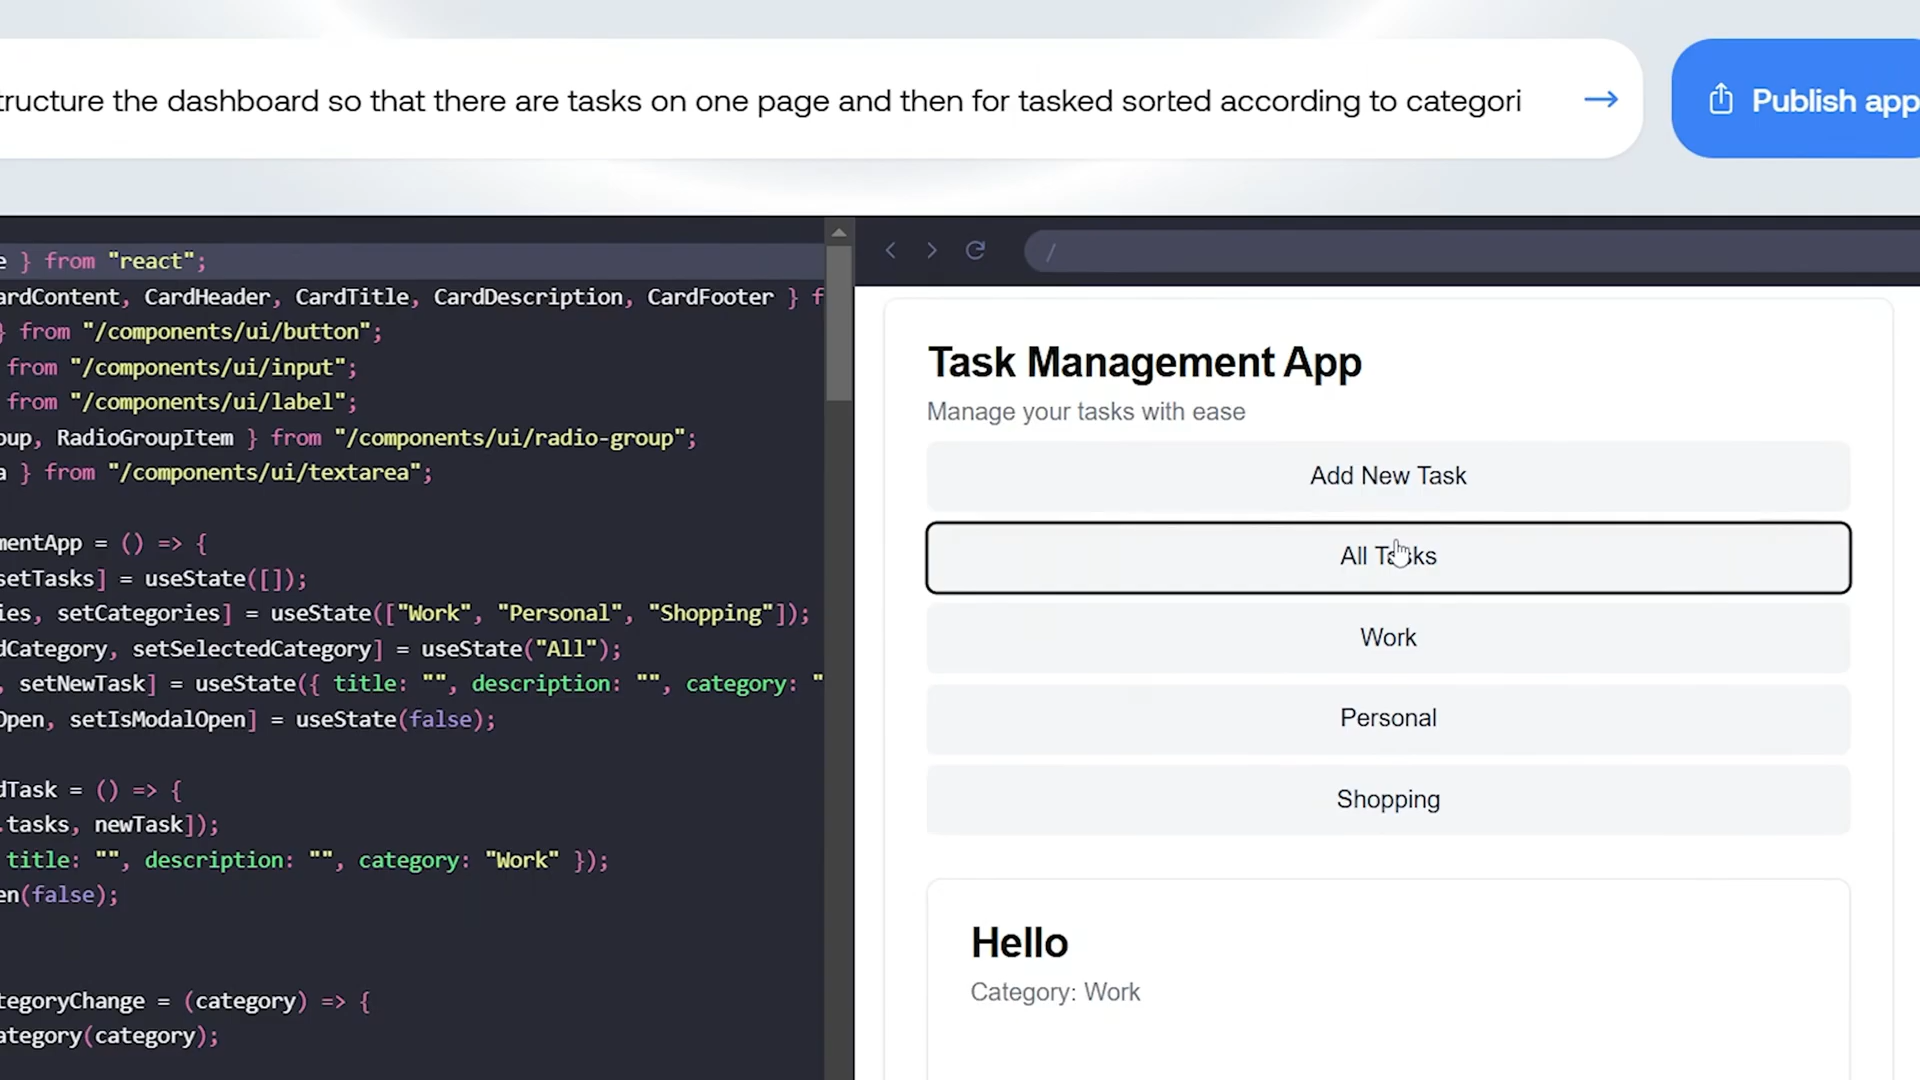 tructure the dashboard so that there are tasks on one page and then for tasked sorted according to categori
Publish app
e } from "react";
ardContent, CardHeader, CardTitle, CardDescription, CardFooter } f
} from "/components/ui/button";
from "/components/ui/input";
from "/components/ui/label";
oup, RadioGroupItem } from "/components/ui/radio-group";
a } from "/components/ui/textarea";
mentApp = () => {
setTasks] = useState([]);
ies, setCategories] = useState(["Work", "Personal", "Shopping"]);
dCategory, setSelectedCategory] = useState("All");
, setNewTask] = useState({ title: "", description: "", category: "
Open, setIsModalOpen] = useState(false);
dTask = () => {
.tasks, newTask]);
title: "", description: "", category: "Work" });
en(false);
tegoryChange = (category) => {
ategory(category);
/
Task Management App
Manage your tasks with ease
Add New Task
All Tasks
Work
Personal
Shopping
Hello
Category: Work